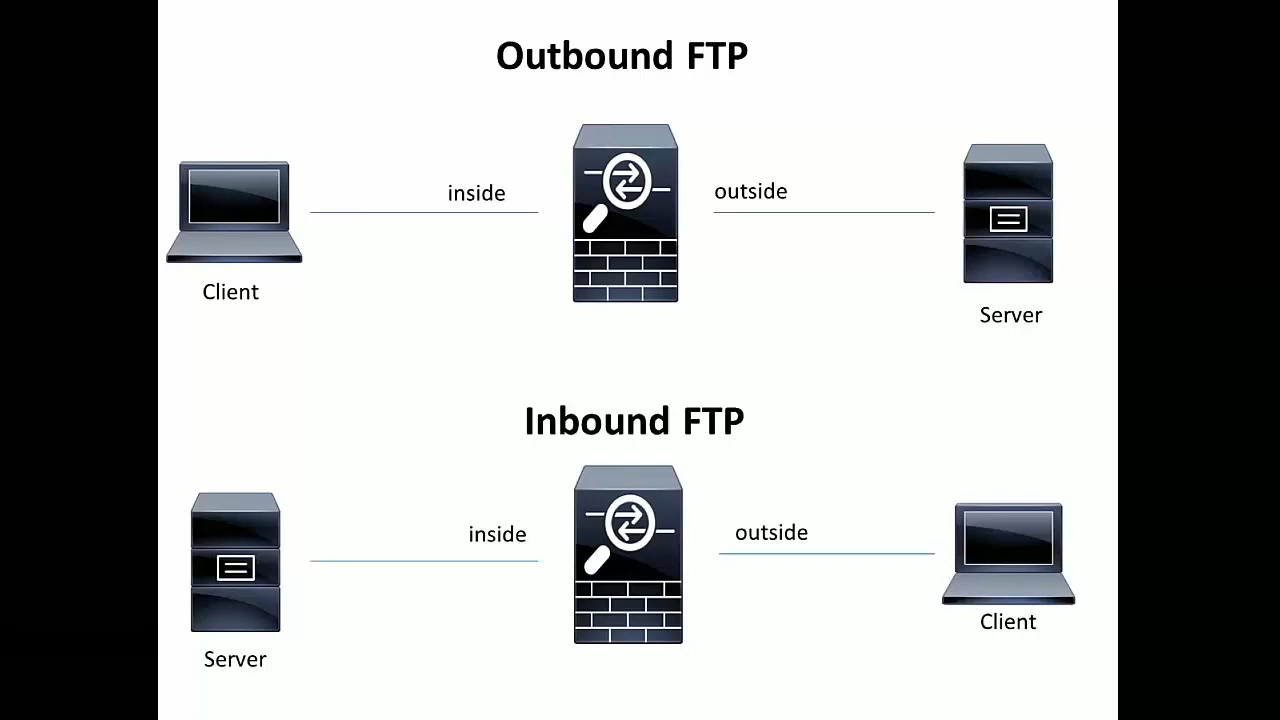 Outbound FTP
inside
outside
Client
Server
Inbound FTP
inside
outside
Client
Server